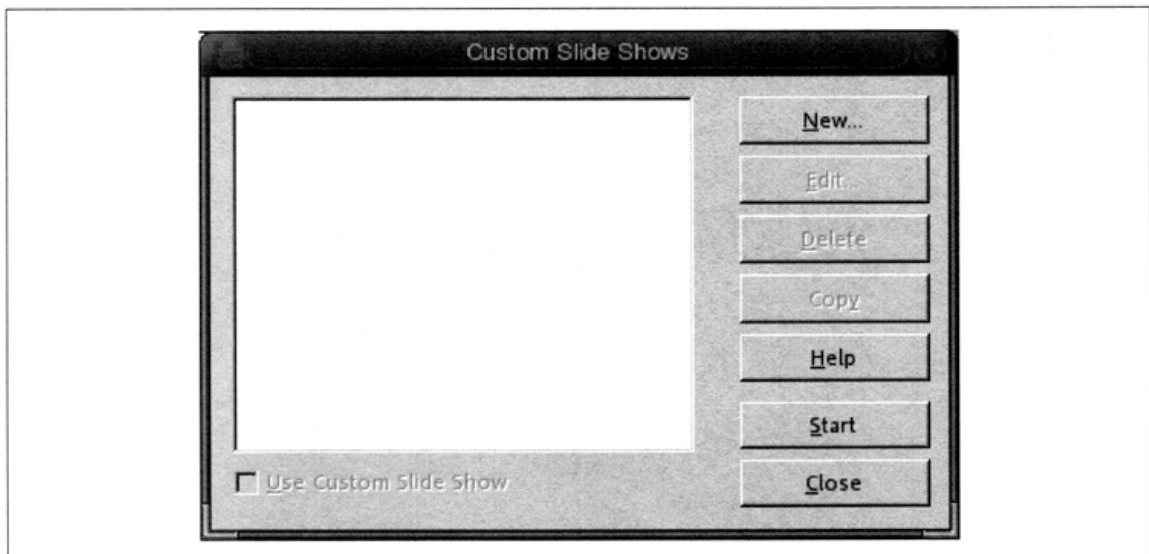 Custom Slide Shows
New...
Edit...
Delete
Copy
Help
Start
Close
Use Custom Slide Show